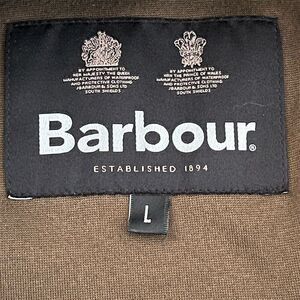 BY APPOINTMENT TO
HER MAJESTY THE QUEEN
MANUFACTURERS OF WATERPROOF
AND PROTECTIVE CLOTHING
J BARBOUR & SONS LTD
SOUTH SHIELDS
BY APPOINTMENT TO
HRH THE PRINCE OF WALES
MANUFACTURERS OF WATERPROOF
AND PROTECTIVE CLOTHING
J BARBOUR & SONS LTD
SOUTH SHIELDS
Barbour®
ESTABLISHED 1894
L